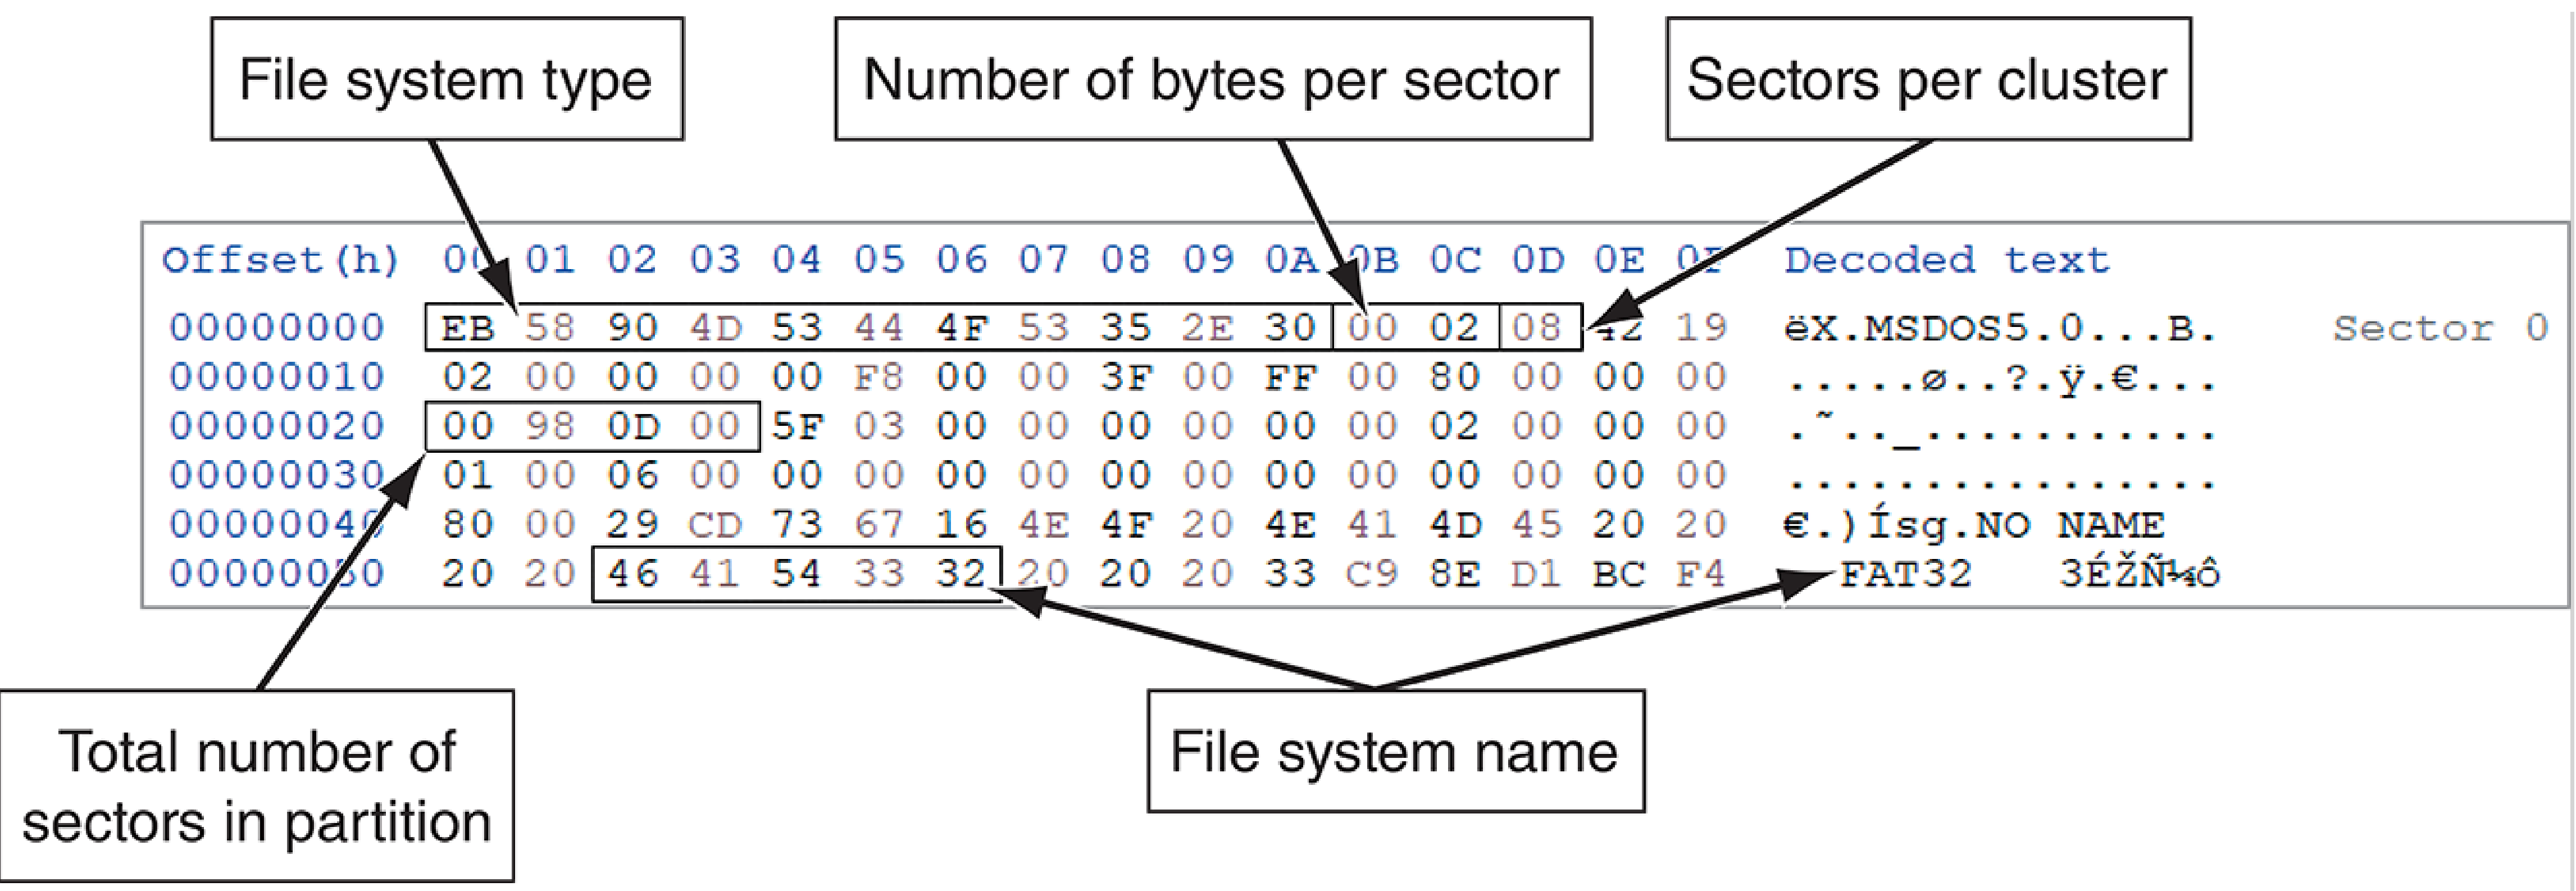 File system type
Number of bytes per sector
Sectors per cluster
Offset(h) 00 01 02 03 04 05 06 07 08 09 0A 0B 0C 0D 0E 0F Decoded text
00000000 EB 58 90 4D 53 44 4F 53 35 2E 30 00 02 08 42 19 ëX.MSDOS5.0...B. Sector 0
00000010 02 00 00 00 00 F8 00 00 3F 00 FF 00 80 00 00 00 .....ø..?.ÿ.€...
00000020 00 98 0D 00 5F 03 00 00 00 00 00 00 02 00 00 00 .˜.._...........
00000030 01 00 06 00 00 00 00 00 00 00 00 00 00 00 00 00 ................
00000040 80 00 29 CD 73 67 16 4E 4F 20 4E 41 4D 45 20 20 €.)Ísg.NO NAME
00000050 20 20 46 41 54 33 32 20 20 20 33 C9 8E D1 BC F4 FAT32   3ÉŽÑ¼ô
Total number of
sectors in partition
File system name